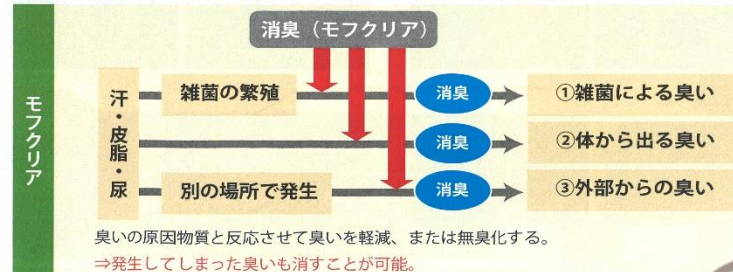 モフクリア
消臭（モフクリア）
汗・皮脂・尿
雑菌の繁殖
消臭
①雑菌による臭い
消臭
②体から出る臭い
別の場所で発生
消臭
③外部からの臭い
臭いの原因物質と反応させて臭いを軽減、または無臭化する。
⇒発生してしまった臭いも消すことが可能。